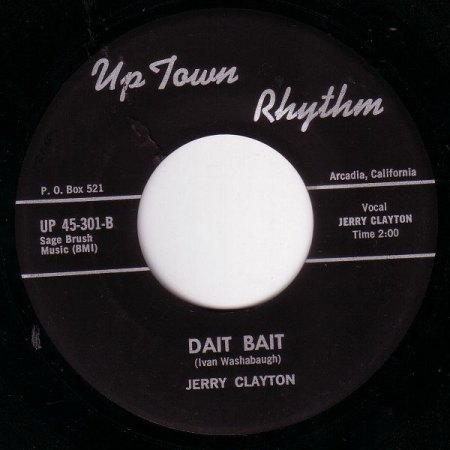 Up Town
Rhythm
P. O. Box 521
Arcadia, California
UP 45-301-B
Sage Brush
Music (BMI)
Vocal
JERRY CLAYTON
Time 2:00
DAIT BAIT
(Ivan Washabaugh)
JERRY CLAYTON